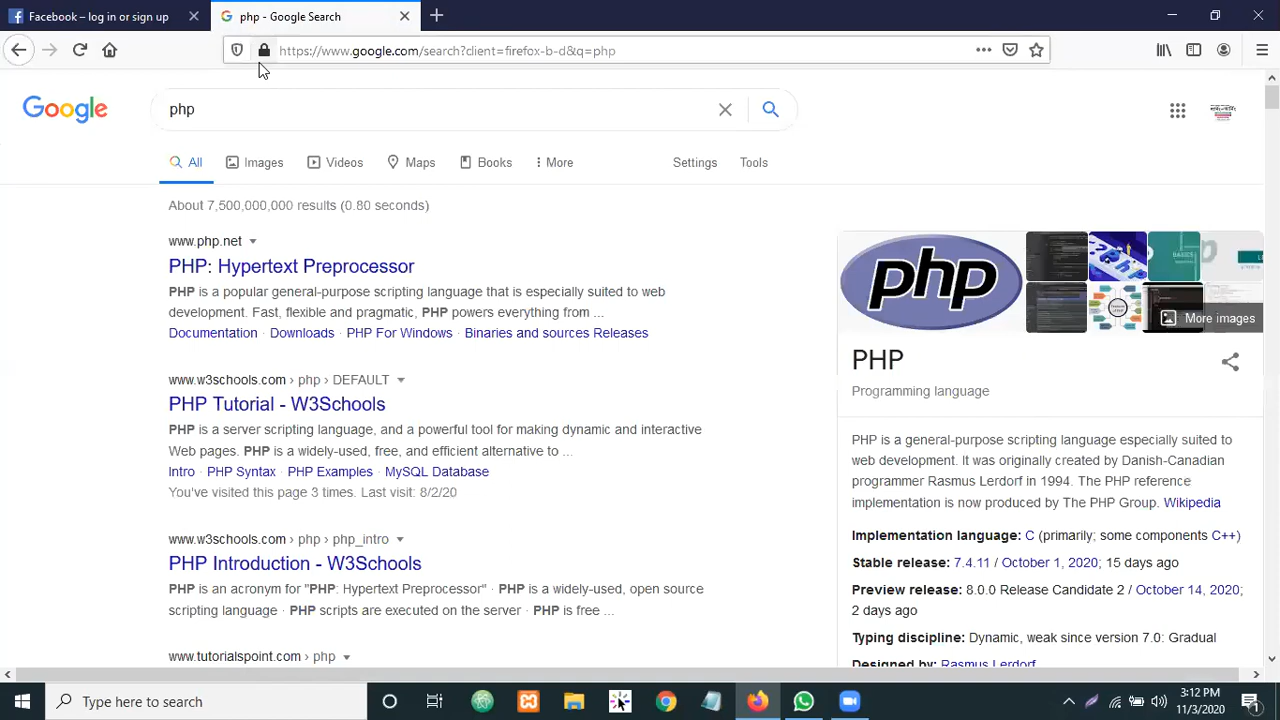 Facebook – log in or sign up
php - Google Search
https://www.google.com/search?client=firefox-b-d&q=php
Google
php
All
Images
Videos
Maps
Books
More
Settings
Tools
About 7,500,000,000 results (0.80 seconds)
www.php.net
PHP: Hypertext Preprocessor
PHP is a popular general-purpose scripting language that is especially suited to web
development. Fast, flexible and pragmatic, PHP powers everything from ...
Documentation · Downloads · PHP For Windows · Binaries and sources Releases
www.w3schools.com › php › DEFAULT
PHP Tutorial - W3Schools
PHP is a server scripting language, and a powerful tool for making dynamic and interactive
Web pages. PHP is a widely-used, free, and efficient alternative to ...
Intro · PHP Syntax · PHP Examples · MySQL Database
You've visited this page 3 times. Last visit: 8/2/20
www.w3schools.com › php › php_intro
PHP Introduction - W3Schools
PHP is an acronym for "PHP: Hypertext Preprocessor" · PHP is a widely-used, open source
scripting language · PHP scripts are executed on the server · PHP is free ...
www.tutorialspoint.com › php
php
BASICS
More images
PHP
Programming language
PHP is a general-purpose scripting language especially suited to
web development. It was originally created by Danish-Canadian
programmer Rasmus Lerdorf in 1994. The PHP reference
implementation is now produced by The PHP Group. Wikipedia
Implementation language: C (primarily; some components C++)
Stable release: 7.4.11 / October 1, 2020; 15 days ago
Preview release: 8.0.0 Release Candidate 2 / October 14, 2020;
2 days ago
Typing discipline: Dynamic, weak since version 7.0: Gradual
Designed by: Rasmus Lerdorf
Type here to search
3:12 PM
11/3/2020
1